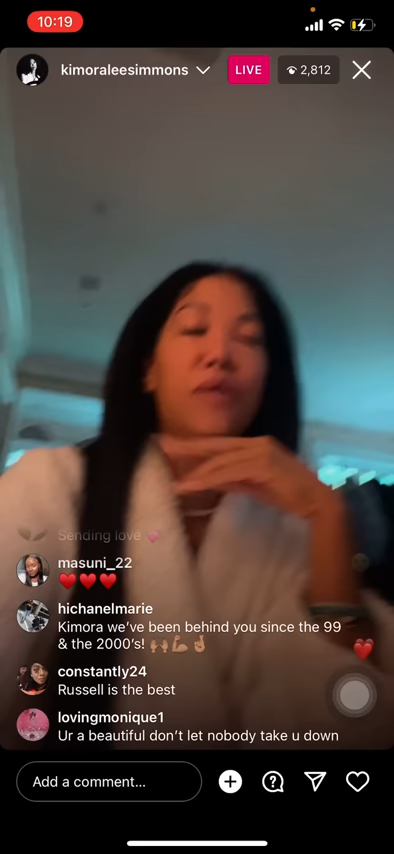 10:19
kimoraleesimmons
LIVE
2,812
Sending love
masuni_22
❤️❤️❤️
hichanelmarie
Kimora we've been behind you since the 99
& the 2000's! 🙌🏽💪🏽🤞🏽
constantly24
Russell is the best
lovingmonique1
Ur a beautiful don't let nobody take u down
Add a comment...